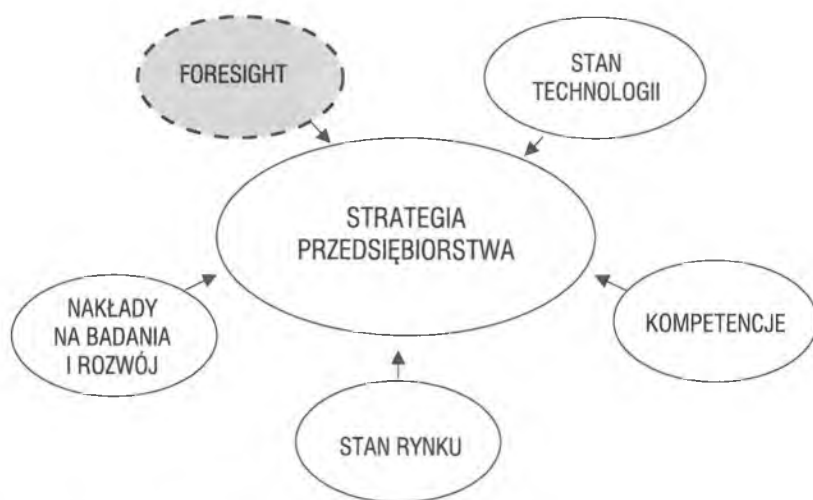 FORESIGHT
STAN
TECHNOLOGII
STRATEGIA
PRZEDSIĘBIORSTWA
NAKŁADY
NA BADANIA
I ROZWÓJ
KOMPETENCJE
STAN RYNKU